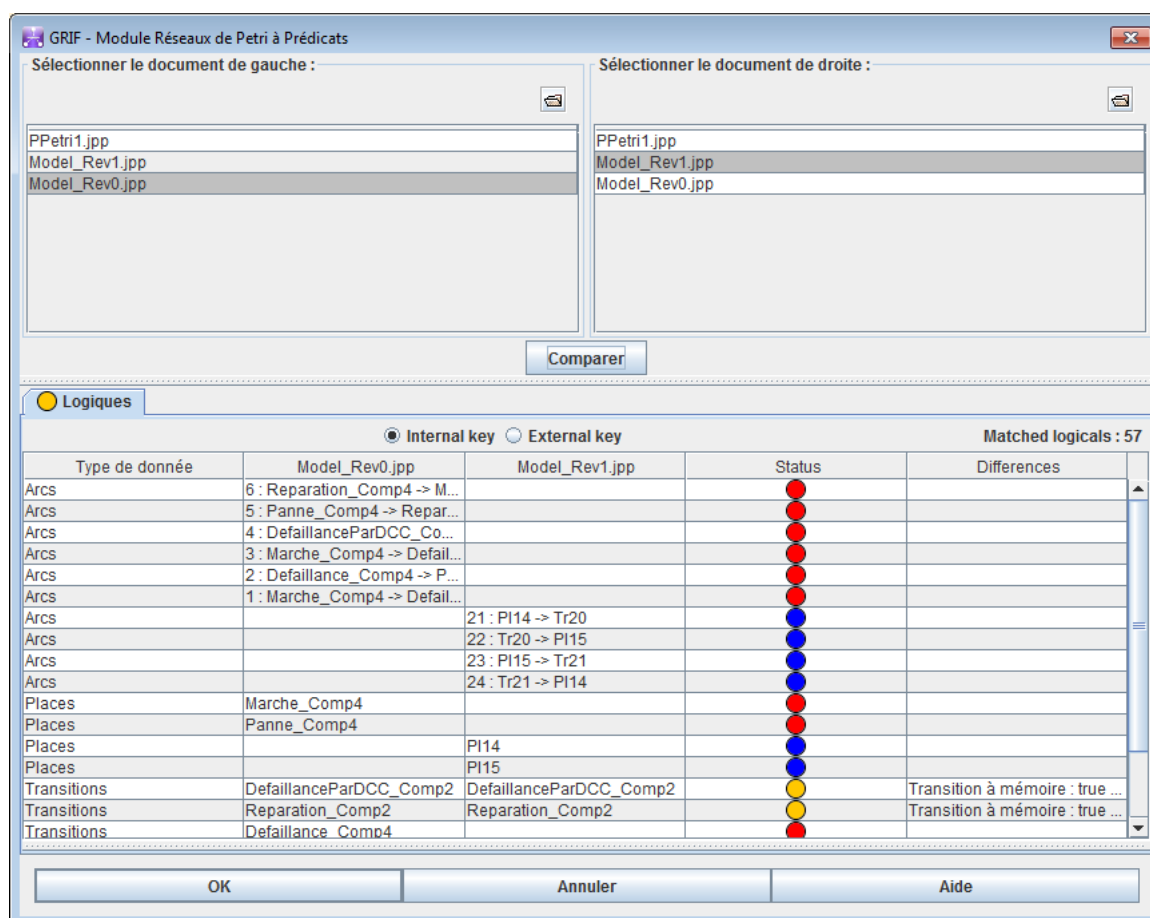 GRIF - Module Réseaux de Petri à Prédicats
Sélectionner le document de gauche :
Sélectionner le document de droite :
PPetri1.jpp
Model_Rev1.jpp
Model_Rev0.jpp
PPetri1.jpp
Model_Rev1.jpp
Model_Rev0.jpp
Comparer
Logiques
Internal key External key Matched logicals : 57
Type de donnée Model_Rev0.jpp Model_Rev1.jpp Status Differences
Arcs 6 : Reparation_Comp4 -> M...
Arcs 5 : Panne_Comp4 -> Repar...
Arcs 4 : DefaillanceParDCC_Co...
Arcs 3 : Marche_Comp4 -> Defail...
Arcs 2 : Defaillance_Comp4 -> P...
Arcs 1 : Marche_Comp4 -> Defail...
Arcs 21 : Pl14 -> Tr20
Arcs 22 : Tr20 -> Pl15
Arcs 23 : Pl15 -> Tr21
Arcs 24 : Tr21 -> Pl14
Places Marche_Comp4
Places Panne_Comp4
Places Pl14
Places Pl15
Transitions DefaillanceParDCC_Comp2 DefaillanceParDCC_Comp2 Transition à mémoire : true ...
Transitions Reparation_Comp2 Reparation_Comp2 Transition à mémoire : true ...
Transitions Defaillance_Comp4
OK Annuler Aide